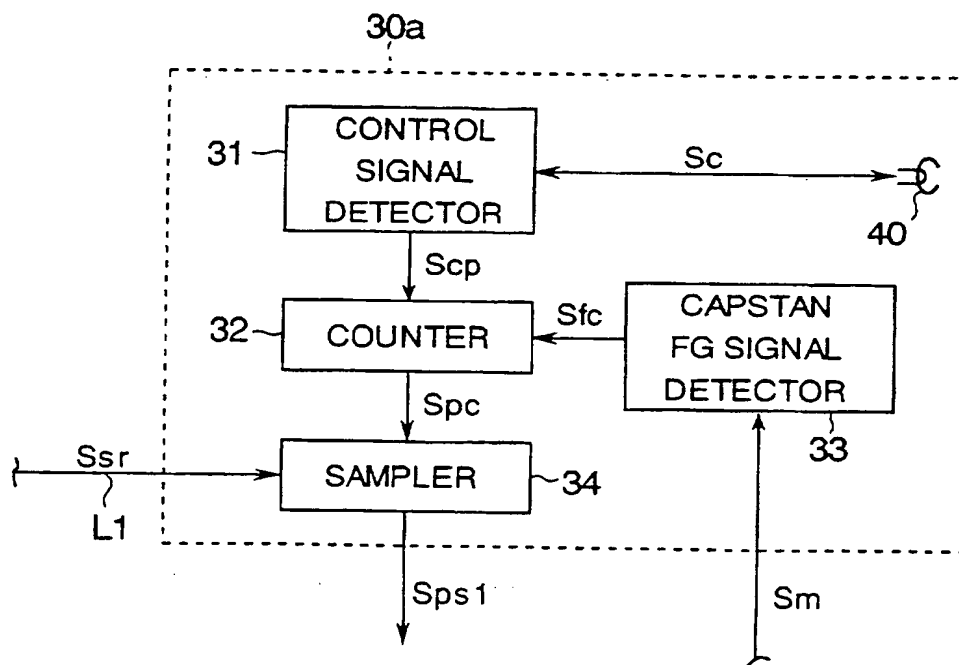 30a
31
CONTROL
SIGNAL
DETECTOR
Sc
40
Scp
32
COUNTER
Sfc
CAPSTAN
FG SIGNAL
DETECTOR
33
Spc
Ssr
L1
SAMPLER
34
Sps1
Sm